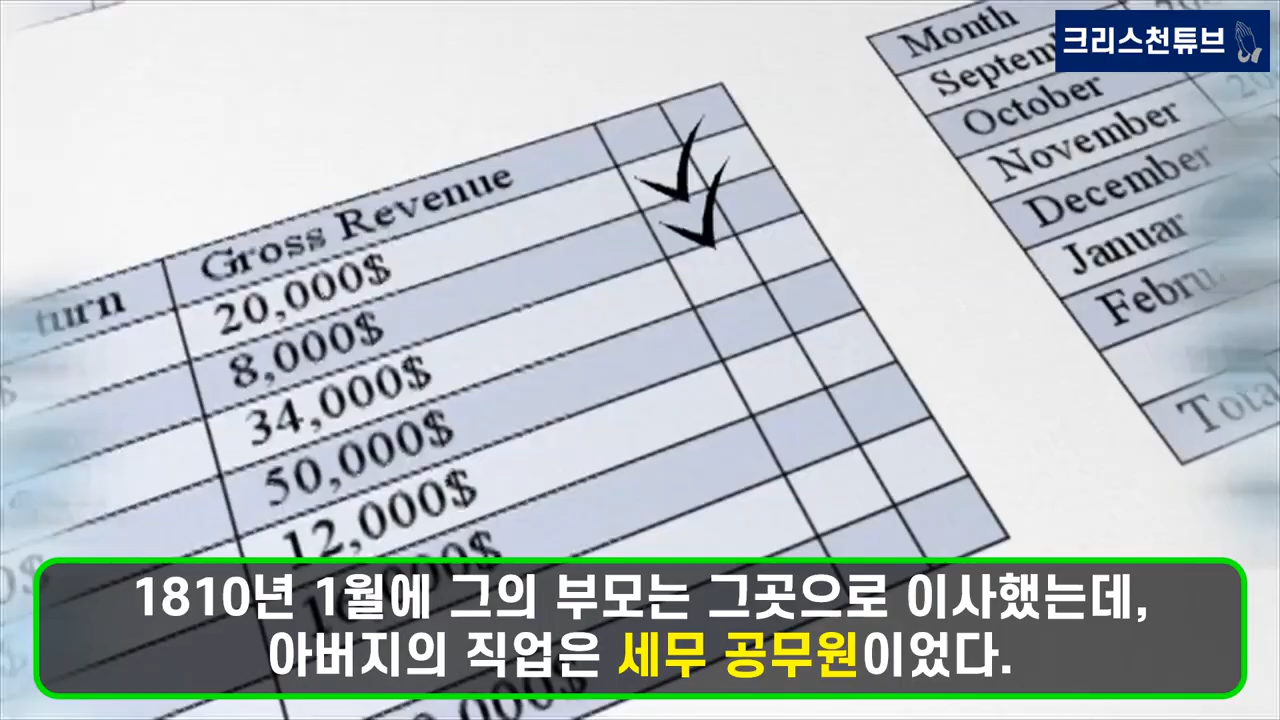 크리스천튜브
Month
October
November
December
Gross Revenue
20,000$
8,000$
34,000$
50,000$
12,000$
1810년 1월에 그의 부모는 그곳으로 이사했는데,
아버지의 직업은 세무 공무원이었다.